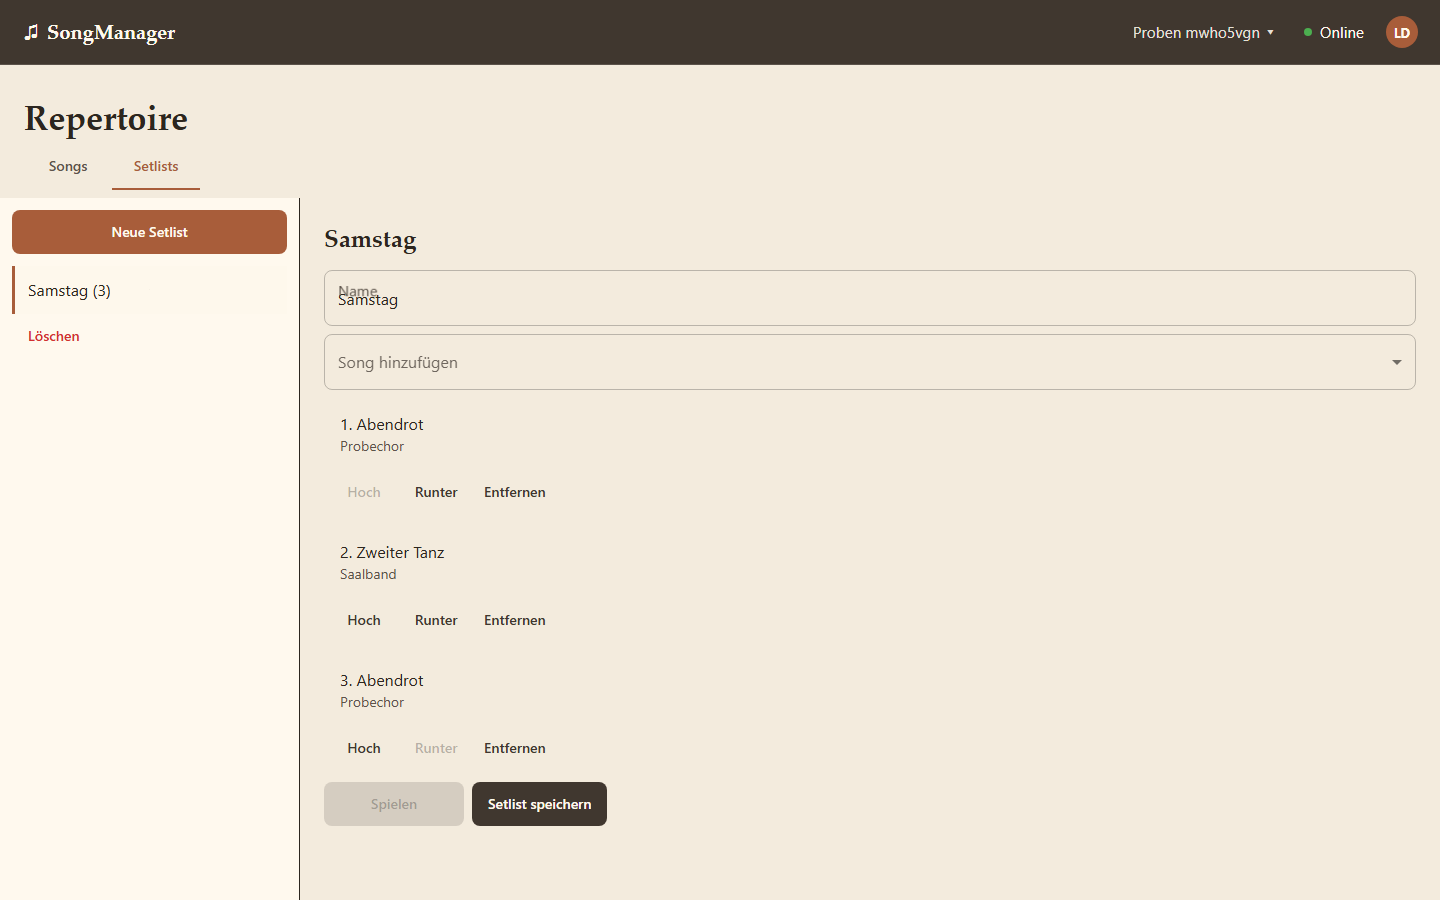 SongManager
Proben mwho5vgn
Online
LD
Repertoire
Songs
Setlists
Neue Setlist
Samstag (3)
Löschen
Samstag
Name
Samstag
Song hinzufügen
1. Abendrot
Probechor
Hoch Runter Entfernen
2. Zweiter Tanz
Saalband
Hoch Runter Entfernen
3. Abendrot
Probechor
Hoch Runter Entfernen
Spielen
Setlist speichern